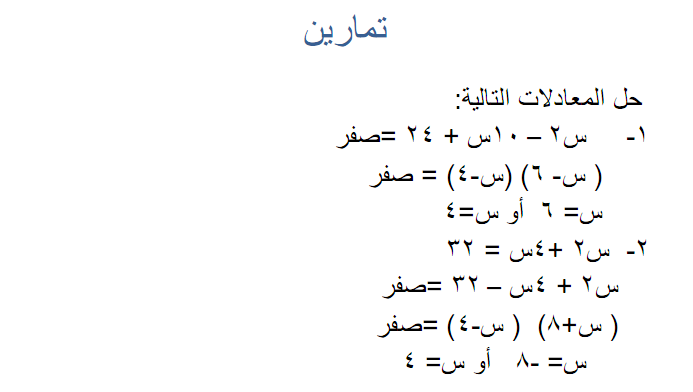 تمارين
حل المعادلات التالية:
١- س٢ – ١٠س + ٢٤ =صفر
( س- ٦) (س-٤) = صفر
س= ٦ أو س=٤
٢- س٢ +٤س = ٣٢
س٢ + ٤س – ٣٢ =صفر
( س+٨) ( س-٤) =صفر
س= -٨ أو س= ٤